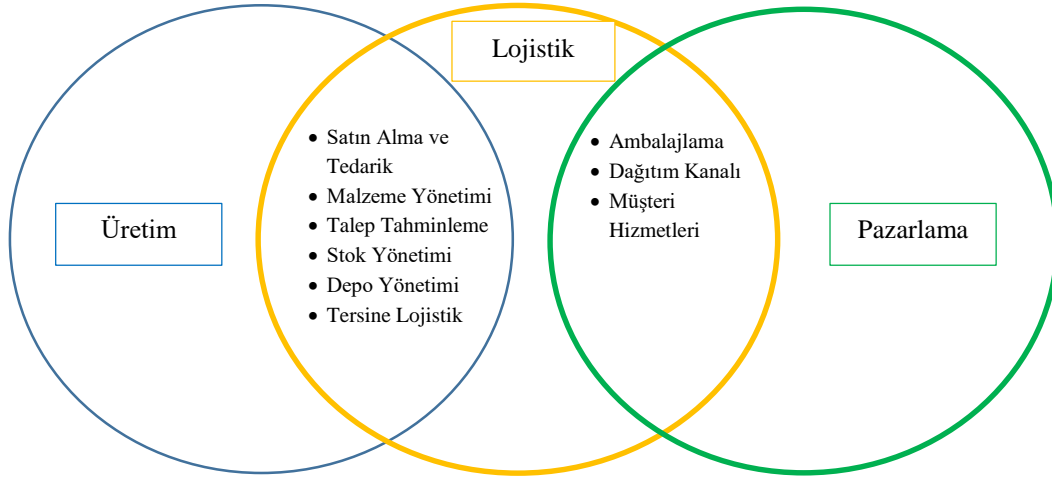 Lojistik
• Satın Alma ve
Tedarik
• Malzeme Yönetimi
• Talep Tahminleme
• Stok Yönetimi
• Depo Yönetimi
• Tersine Lojistik
• Ambalajlama
• Dağıtım Kanalı
• Müşteri
Hizmetleri
Üretim
Pazarlama